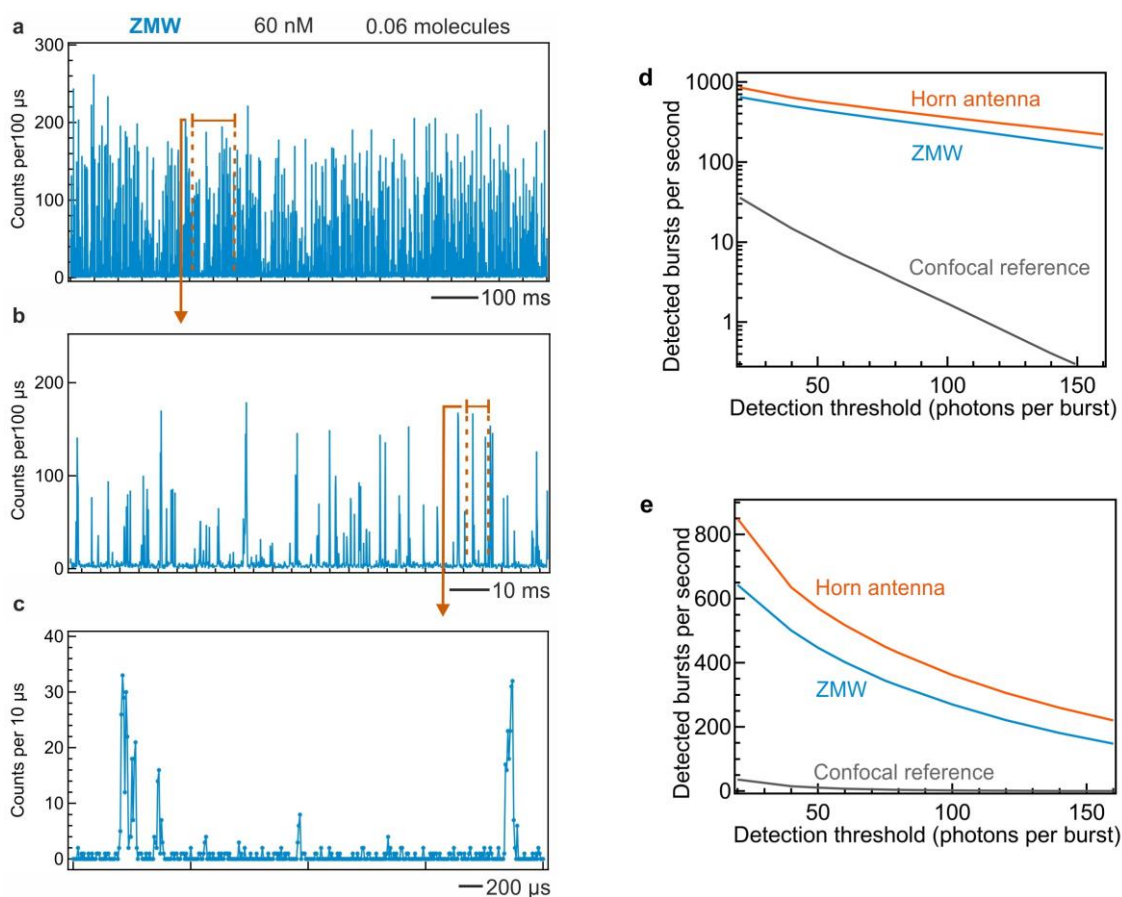 a ZMW 60 nM 0.06 molecules
300
200
100
0
Counts per100 µs
100 ms
b
200
100
0
Counts per100 µs
10 ms
c
40
30
20
10
0
Counts per 10 µs
200 µs
d
1000
100
10
1
Detected bursts per second
Horn antenna
ZMW
Confocal reference
50 100 150
Detection threshold (photons per burst)
e
800
600
400
200
0
Detected bursts per second
Horn antenna
ZMW
Confocal reference
50 100 150
Detection threshold (photons per burst)